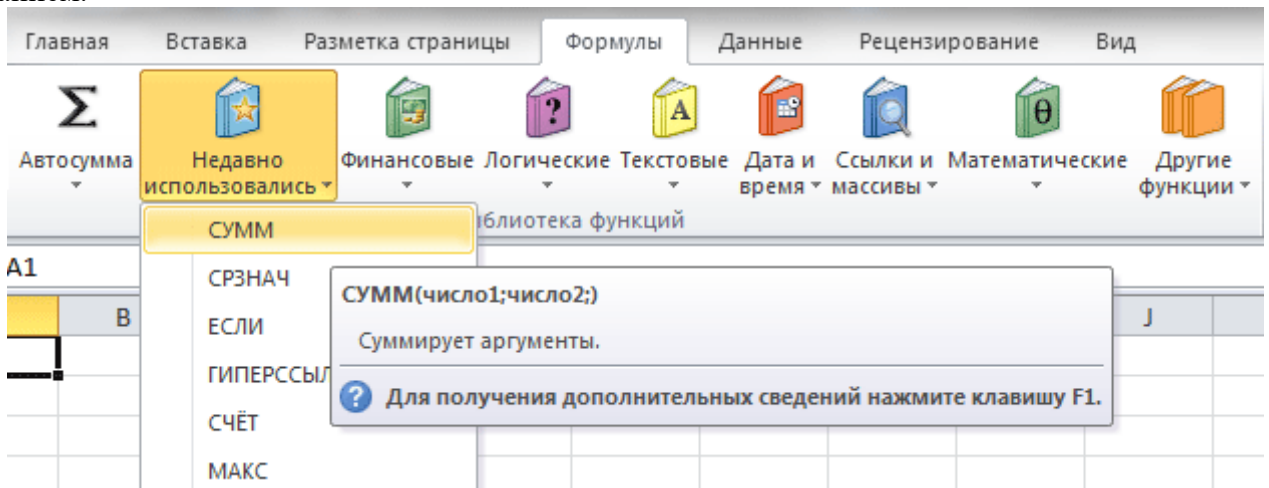 Главная Вставка Разметка страницы Формулы Данные Рецензирование Вид
Σ ? A θ
Автосумма Недавно использовались Финансовые Логические Текстовые Дата и время Ссылки и массивы Математические Другие функции
СУММ
A1
СРЗНАЧ
СУММ(число1;число2;)
B
J
ЕСЛИ
Суммирует аргументы.
? Для получения дополнительных сведений нажмите клавишу F1.
СЧЁТ
МАКС
функций